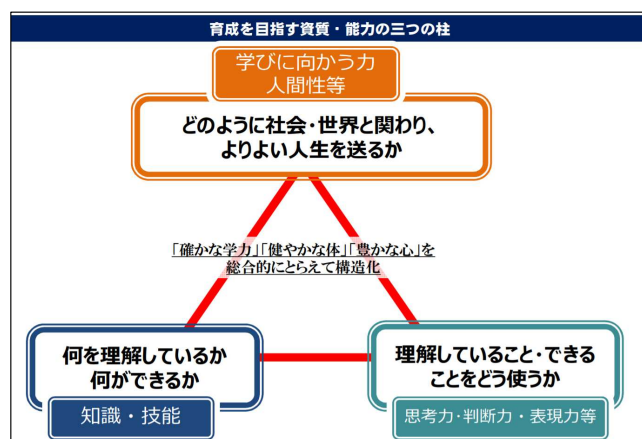 育成を目指す資質・能力の三つの柱
学びに向かう力
人間性等
どのように社会・世界と関わり、
よりよい人生を送るか
「確かな学力」「健やかな体」「豊かな心」を
総合的にとらえて構造化
何を理解しているか
何ができるか
知識・技能
理解していること・できる
ことをどう使うか
思考力・判断力・表現力等